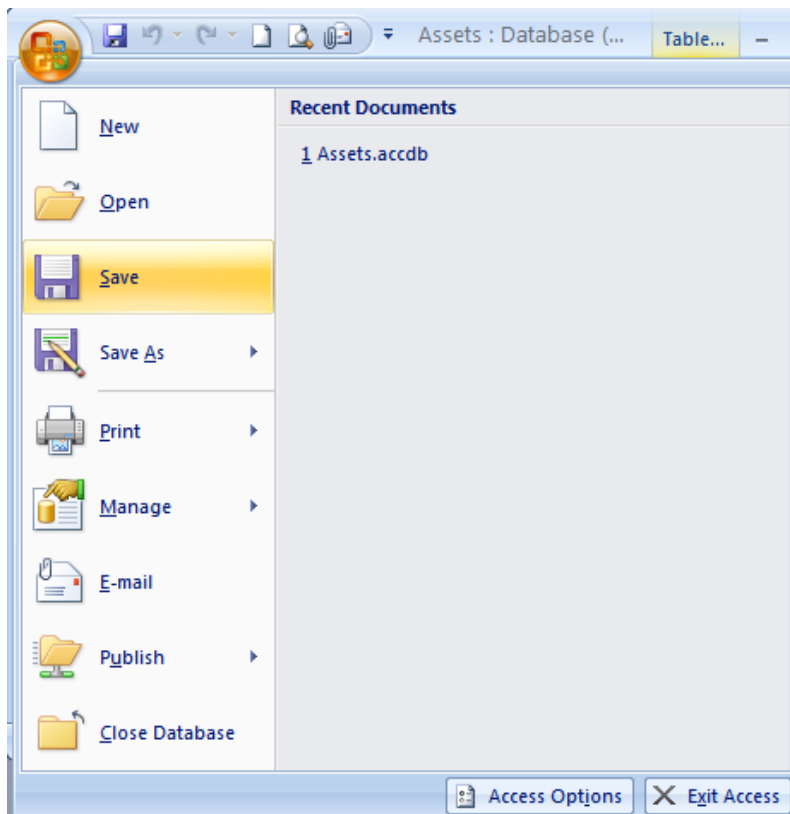 Assets : Database (...
Table...
Recent Documents
1 Assets.accdb
New
Open
Save
Save As
Print
Manage
E-mail
Publish
Close Database
Access Options
Exit Access